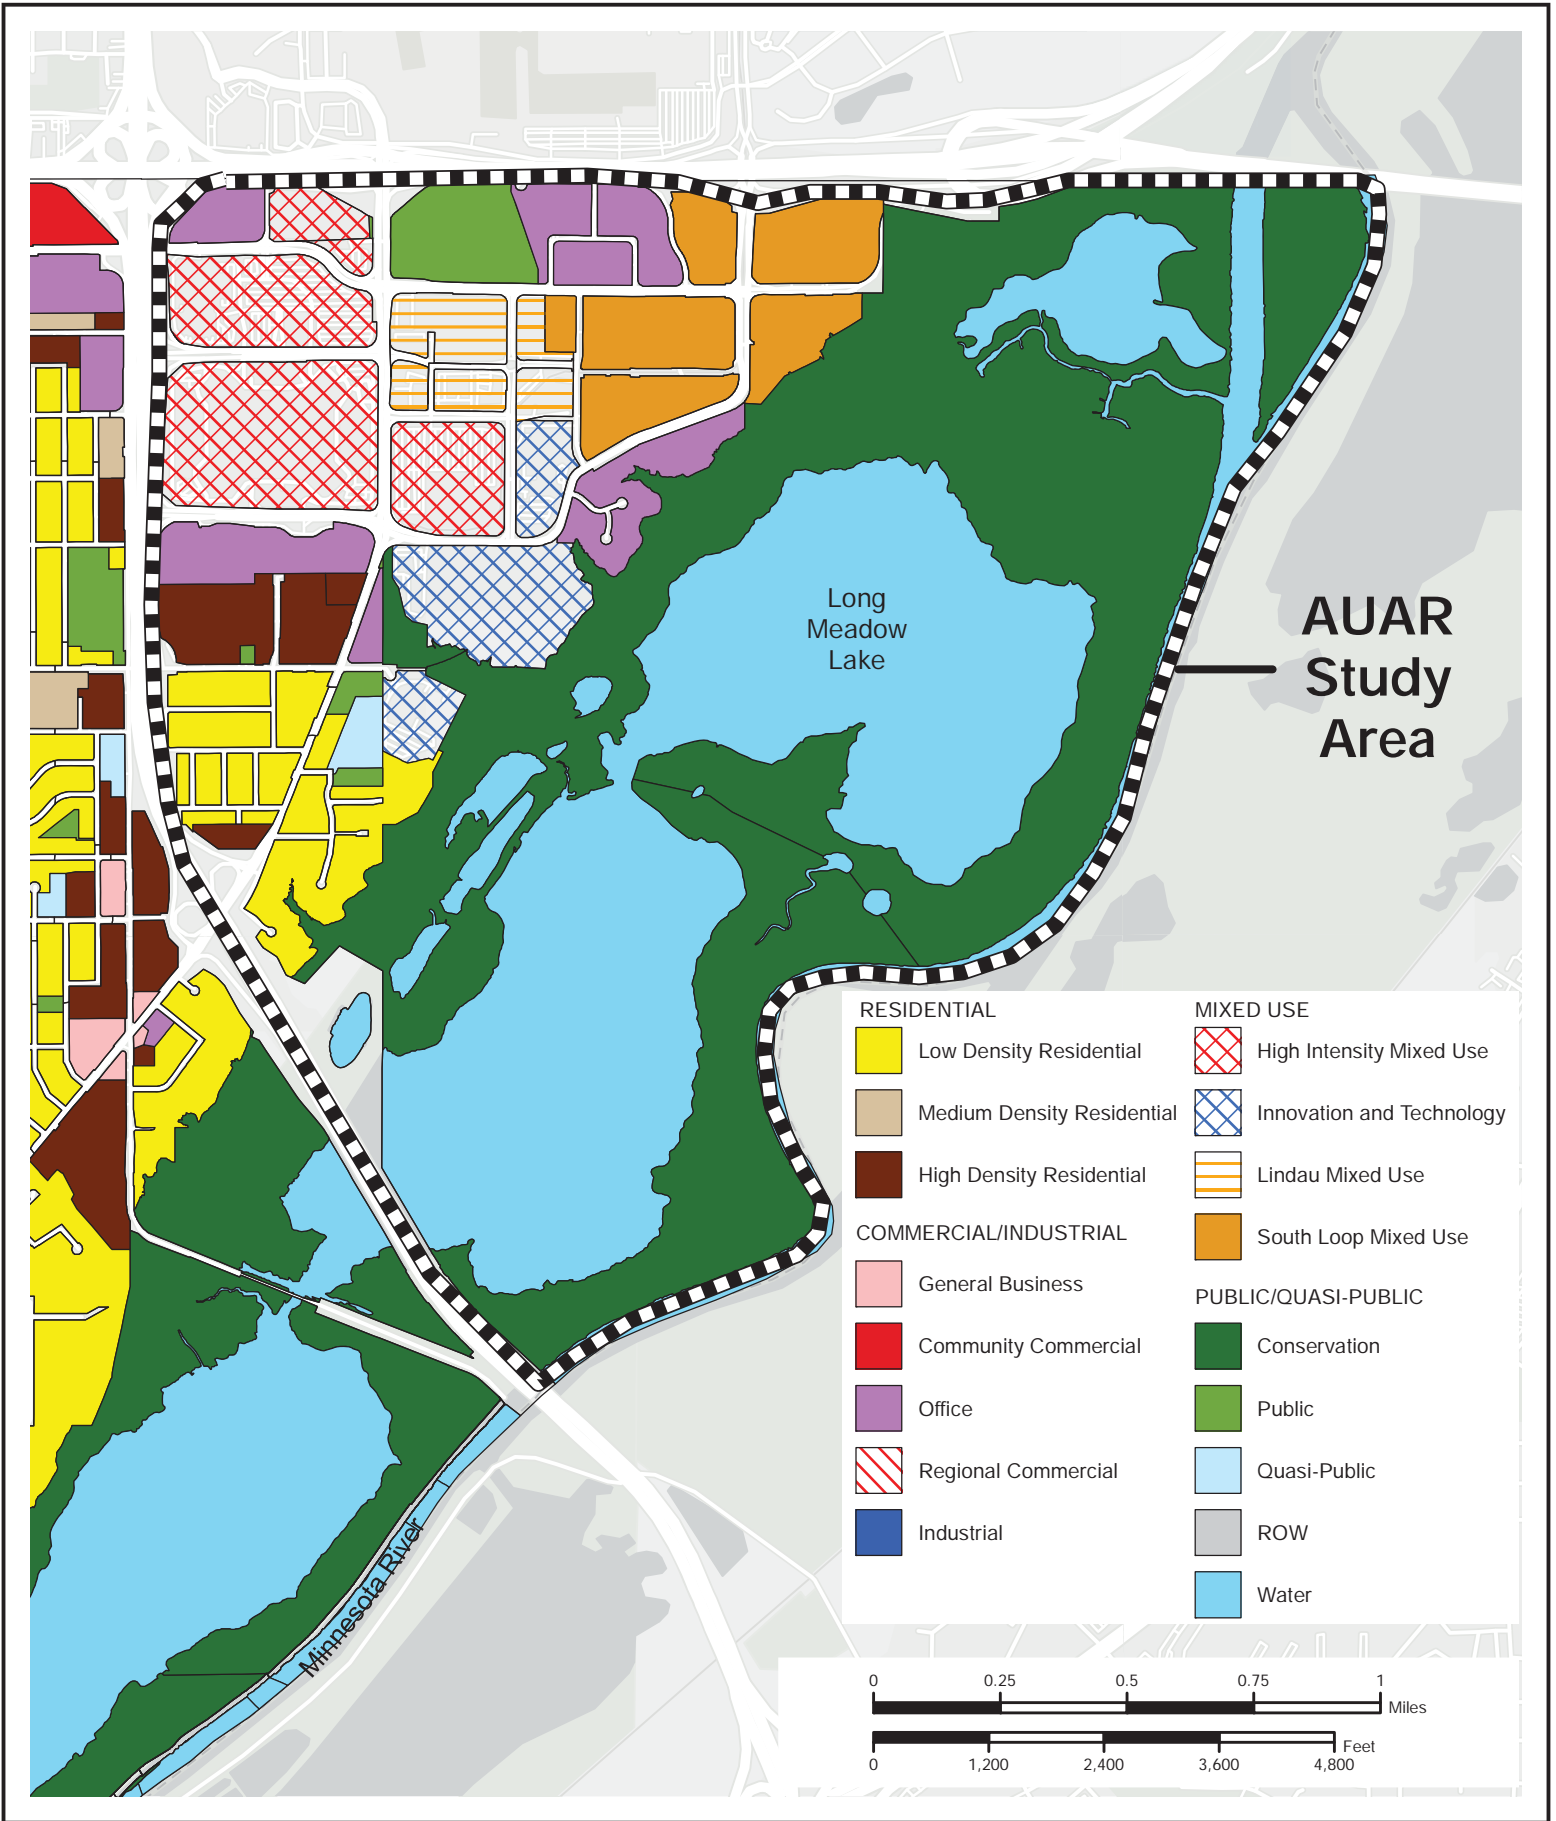 Long
Meadow
Lake
AUAR
Study
Area
RESIDENTIAL
Low Density Residential
Medium Density Residential
High Density Residential
COMMERCIAL/INDUSTRIAL
General Business
Community Commercial
Office
Regional Commercial
Industrial
MIXED USE
High Intensity Mixed Use
Innovation and Technology
Lindau Mixed Use
South Loop Mixed Use
PUBLIC/QUASI-PUBLIC
Conservation
Public
Quasi-Public
ROW
Water
Minnesota River
0 0.25 0.5 0.75 1
Miles
Feet
0 1,200 2,400 3,600 4,800